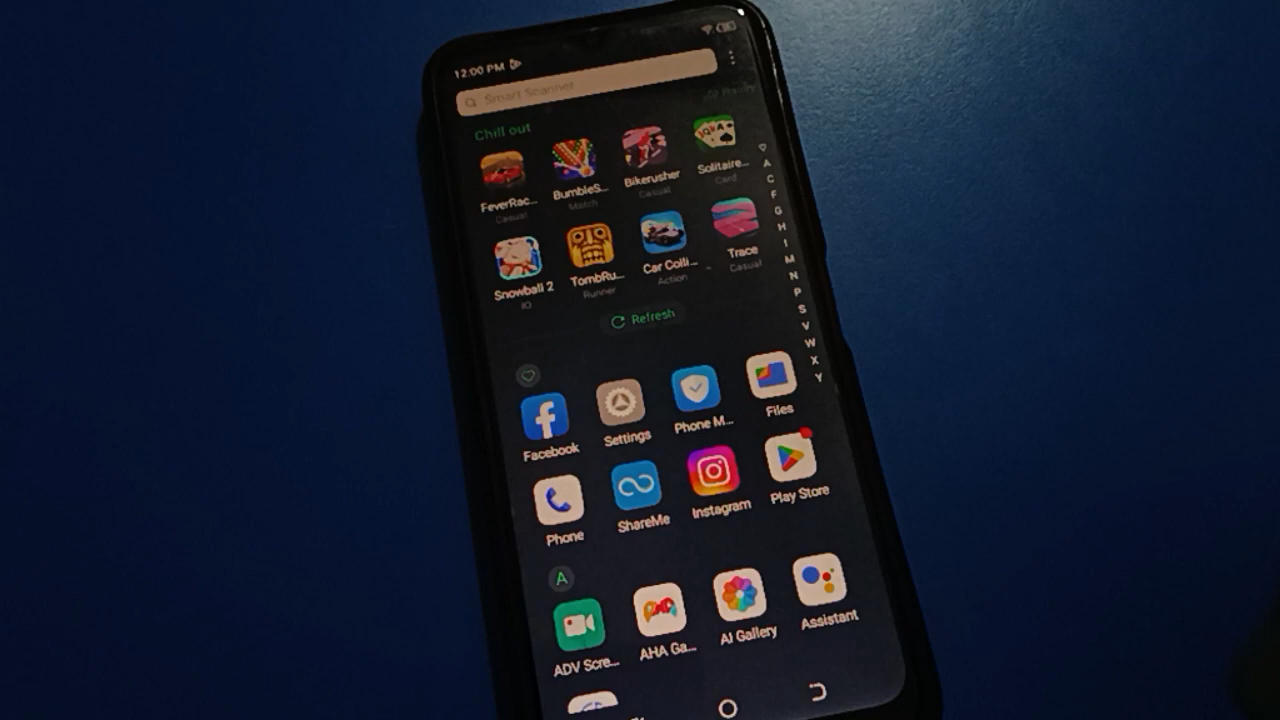 12:00 PM
Smart Scanner
Chill out
FeverRac... BumbleS... Bikerusher Solitaire...
Casual Match Casual Card
Snowball 2 TombRu... Car Colli... Trace
IO Runner Action Casual
Refresh
A
C
F
G
H
I
M
N
P
S
V
W
X
Y
Facebook Settings Phone M... Files
Phone ShareMe Instagram Play Store
A
ADV Scre... AHA Ga... AI Gallery Assistant